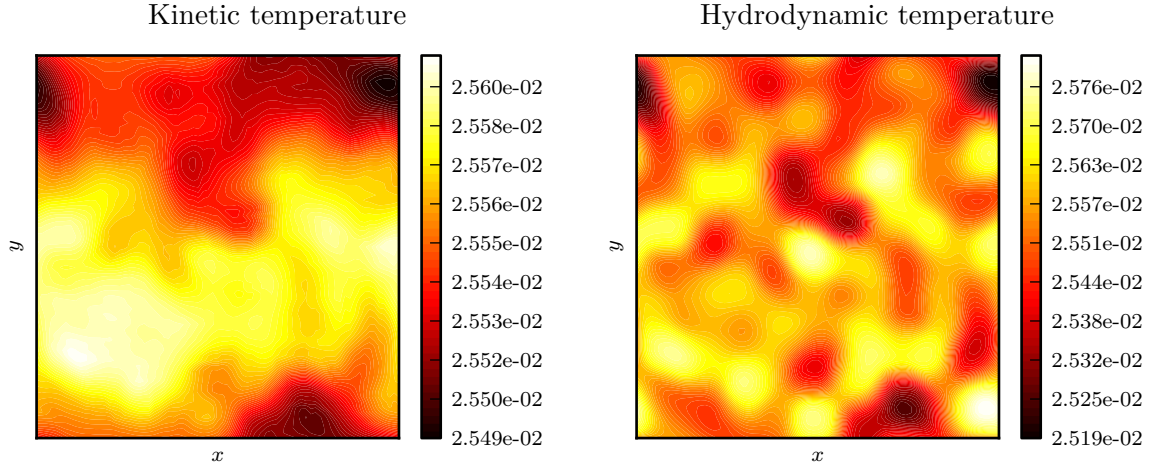 Kinetic temperature
y
x
2.560e-02
2.558e-02
2.557e-02
2.556e-02
2.555e-02
2.554e-02
2.553e-02
2.552e-02
2.550e-02
2.549e-02
Hydrodynamic temperature
y
x
2.576e-02
2.570e-02
2.563e-02
2.557e-02
2.551e-02
2.544e-02
2.538e-02
2.532e-02
2.525e-02
2.519e-02